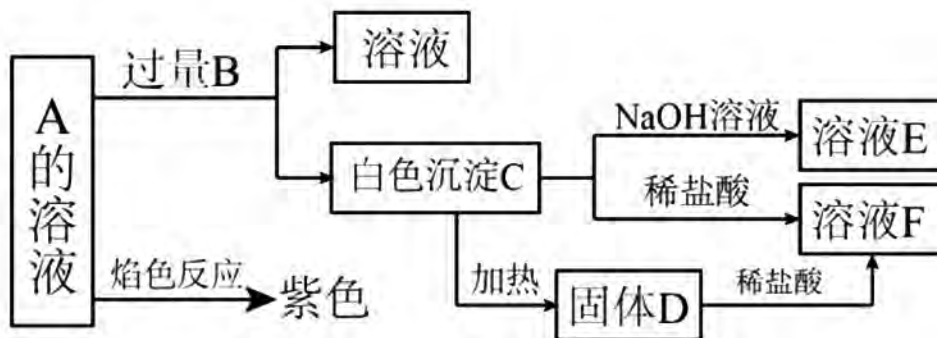 A的溶液
过量B
溶液
白色沉淀C
NaOH溶液
溶液E
稀盐酸
溶液F
焰色反应
紫色
加热
固体D
稀盐酸